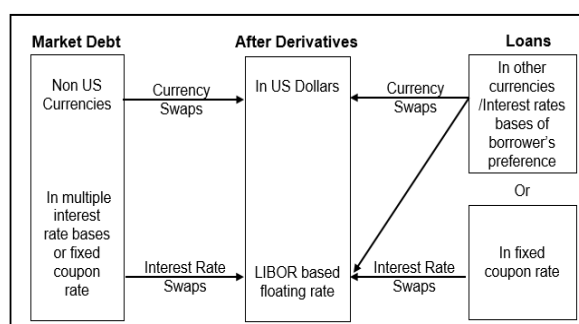 Market Debt
After Derivatives
Loans
Non US
Currencies
Currency
Swaps
In US Dollars
Currency
Swaps
In other
currencies
/Interest rates
bases of
borrower's
preference
Or
In multiple
interest
rate bases
or fixed
coupon
rate
Interest Rate
Swaps
LIBOR based
floating rate
Interest Rate
Swaps
In fixed
coupon rate